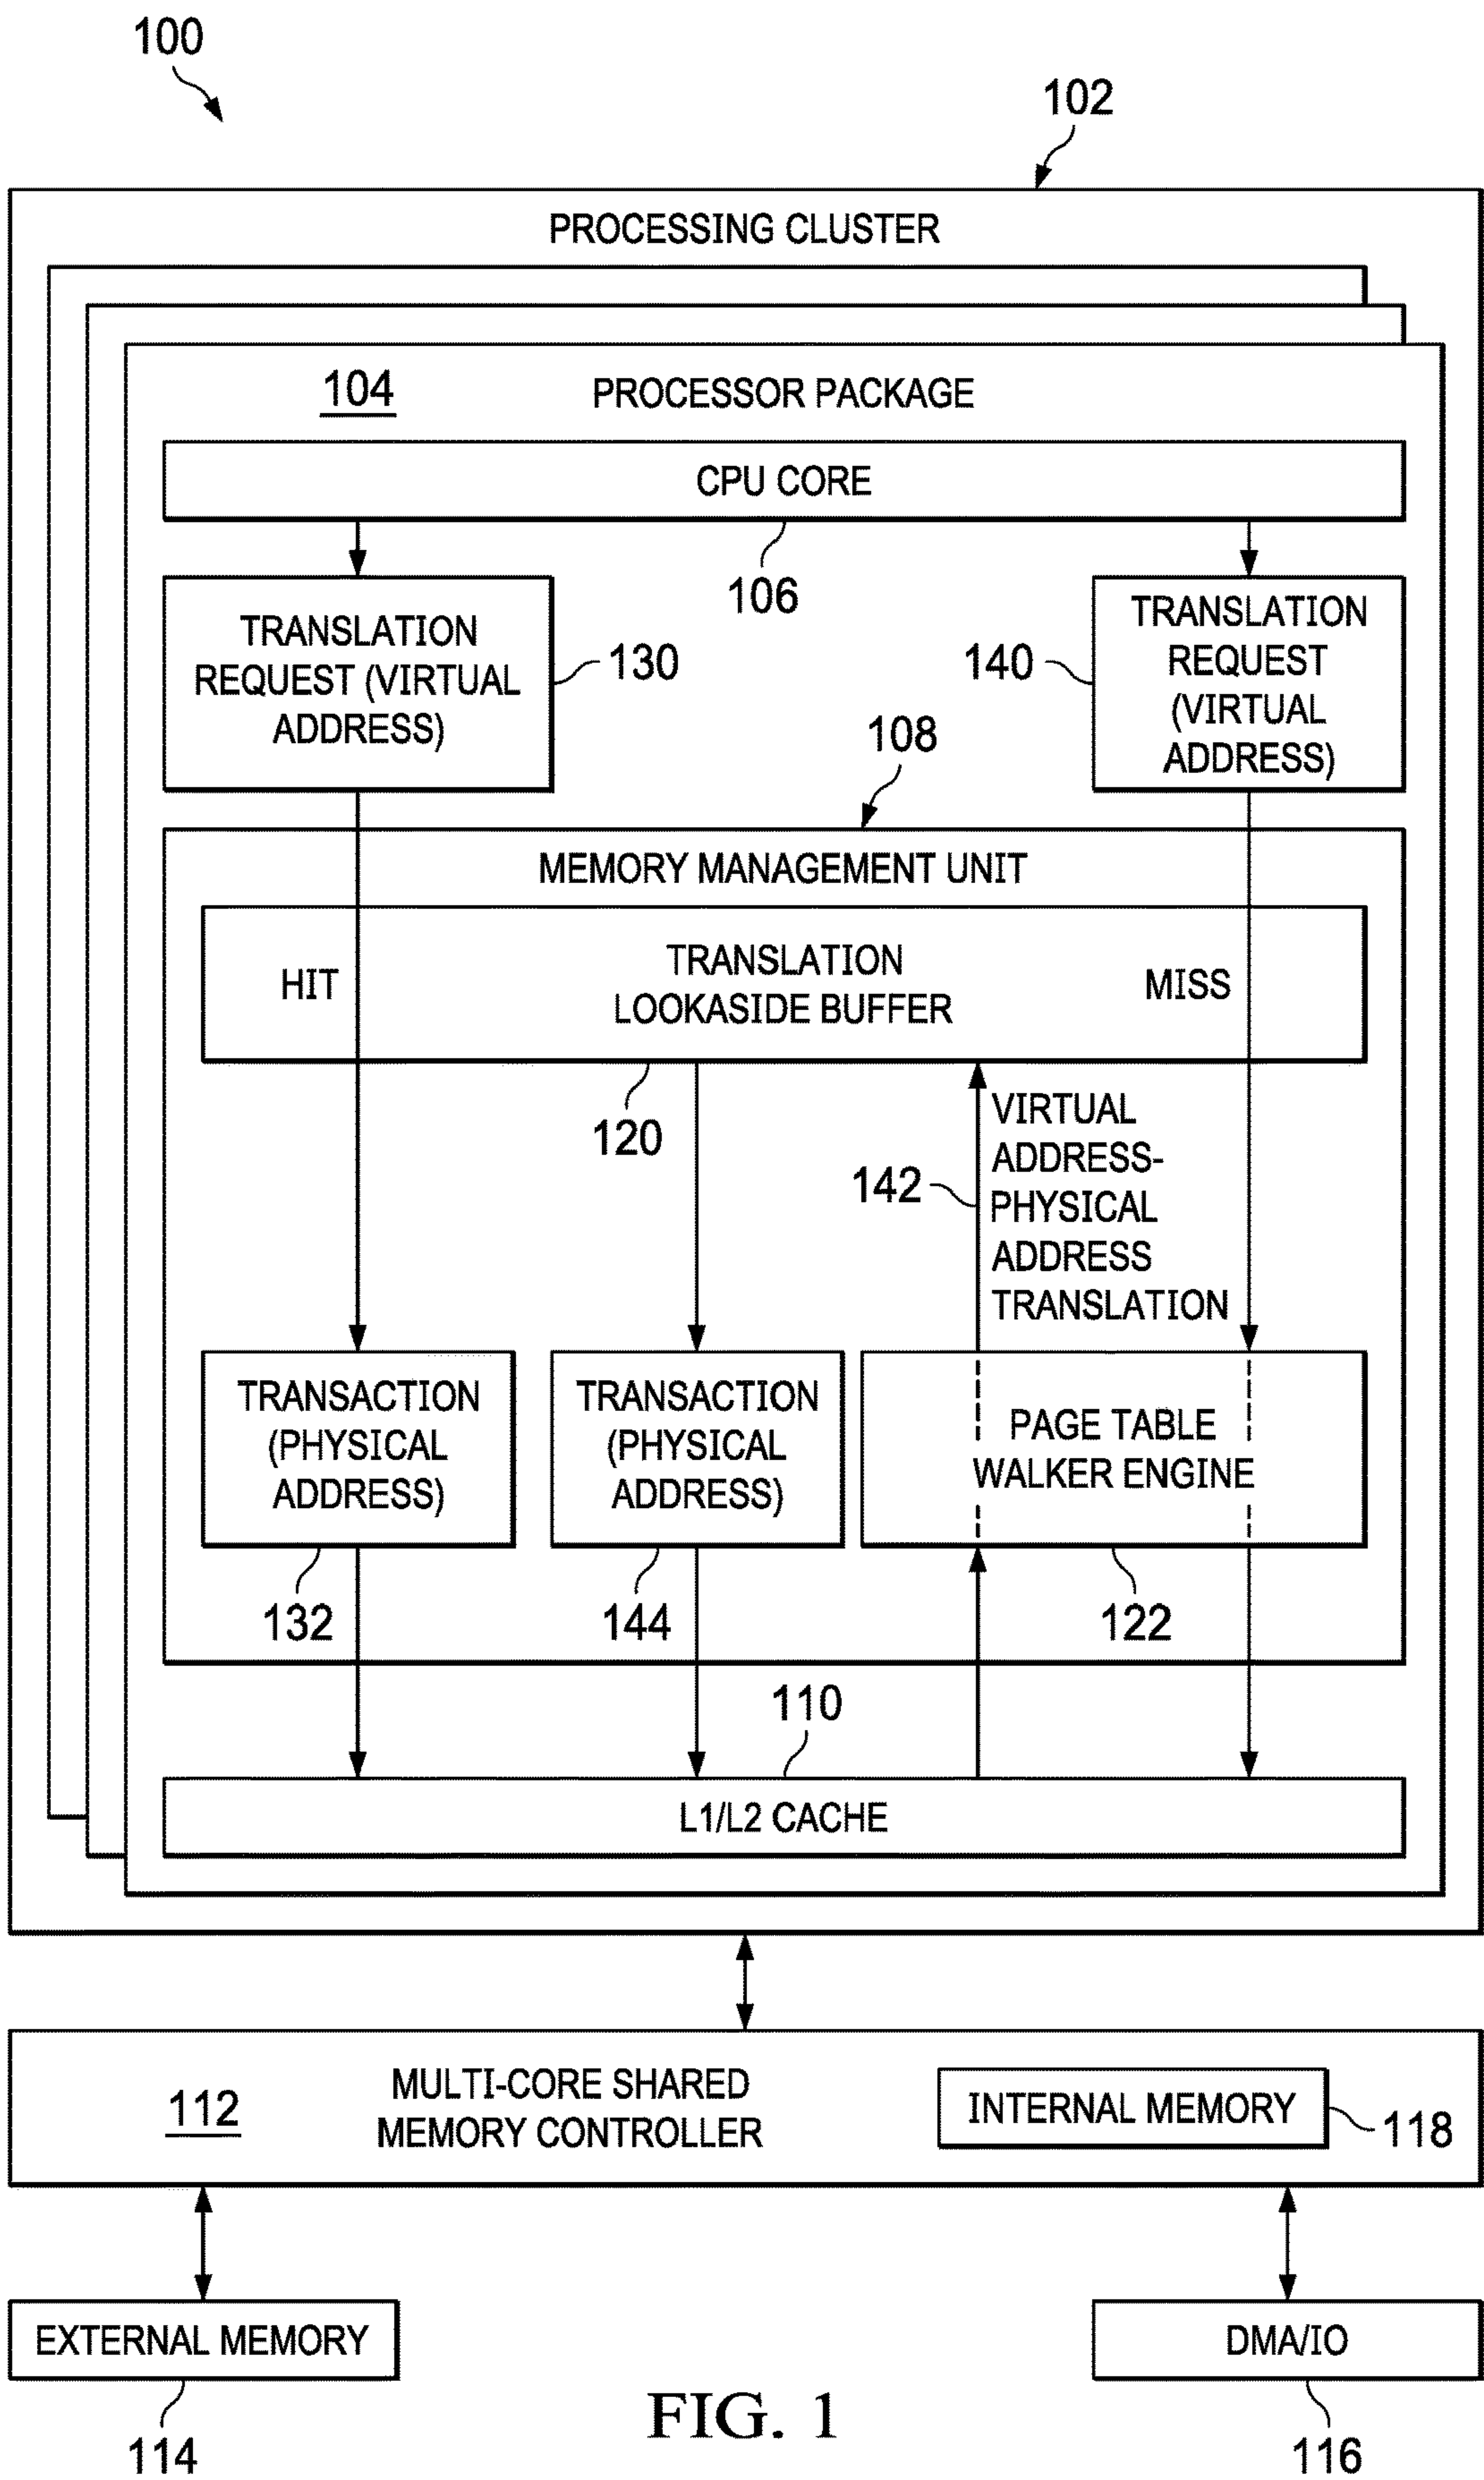 100
102
PROCESSING CLUSTER
104
PROCESSOR PACKAGE
CPU CORE
106
TRANSLATION
REQUEST (VIRTUAL
ADDRESS)
130
140
TRANSLATION
REQUEST
(VIRTUAL
ADDRESS)
108
MEMORY MANAGEMENT UNIT
HIT
TRANSLATION
LOOKASIDE BUFFER
MISS
120
142
VIRTUAL
ADDRESS-
PHYSICAL
ADDRESS
TRANSLATION
TRANSACTION
(PHYSICAL
ADDRESS)
TRANSACTION
(PHYSICAL
ADDRESS)
PAGE TABLE
WALKER ENGINE
132
144
122
110
L1/L2 CACHE
112
MULTI-CORE SHARED
MEMORY CONTROLLER
INTERNAL MEMORY
118
EXTERNAL MEMORY
DMA/IO
114
116
FIG. 1